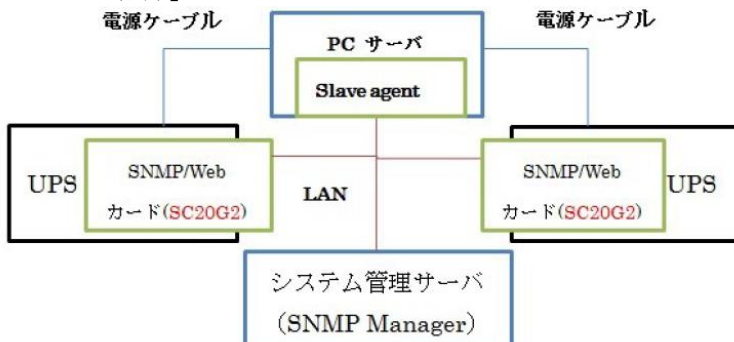 電源ケーブル
PC サーバ
電源ケーブル
Slave agent
UPS
SNMP/Web
カード(SC20G2)
LAN
SNMP/Web
カード(SC20G2)
UPS
システム管理サーバ
(SNMP Manager)